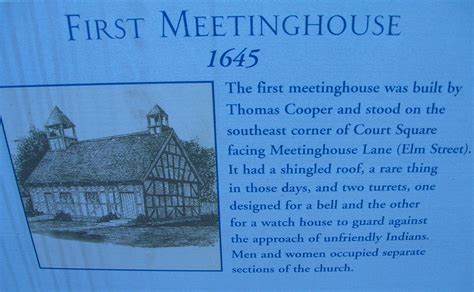 FIRST MEETINGHOUSE
1645
The first meetinghouse was built by
Thomas Cooper and stood on the
southeast corner of Court Square
facing Meetinghouse Lane (Elm Street).
It had a shingled roof, a rare thing
in those days, and two turrets, one
designed for a bell and the other
for a watch house to guard against
the approach of unfriendly Indians.
Men and women occupied separate
sections of the church.